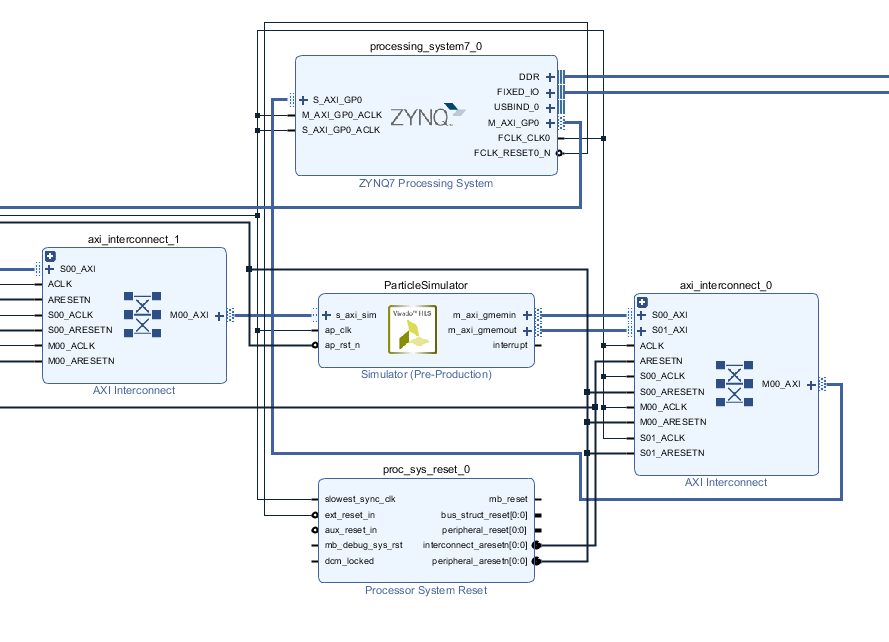 processing_system7_0
S_AXI_GP0
M_AXI_GP0_ACLK
S_AXI_GP0_ACLK
ZYNQ
DDR
FIXED_IO
USBIND_0
M_AXI_GP0
FCLK_CLK0
FCLK_RESET0_N
ZYNQ7 Processing System
axi_interconnect_1
S00_AXI
ACLK
ARESETN
S00_ACLK
S00_ARESETN
M00_ACLK
M00_ARESETN
M00_AXI
AXI Interconnect
ParticleSimulator
s_axi_sim
ap_clk
ap_rst_n
Vivado™ HLS
m_axi_gmemin
m_axi_gmemout
interrupt
Simulator (Pre-Production)
axi_interconnect_0
S00_AXI
S01_AXI
ACLK
ARESETN
S00_ACLK
S00_ARESETN
M00_ACLK
M00_ARESETN
S01_ACLK
S01_ARESETN
M00_AXI
AXI Interconnect
proc_sys_reset_0
slowest_sync_clk
ext_reset_in
aux_reset_in
mb_debug_sys_rst
dcm_locked
mb_reset
bus_struct_reset[0:0]
peripheral_reset[0:0]
interconnect_aresetn[0:0]
peripheral_aresetn[0:0]
Processor System Reset